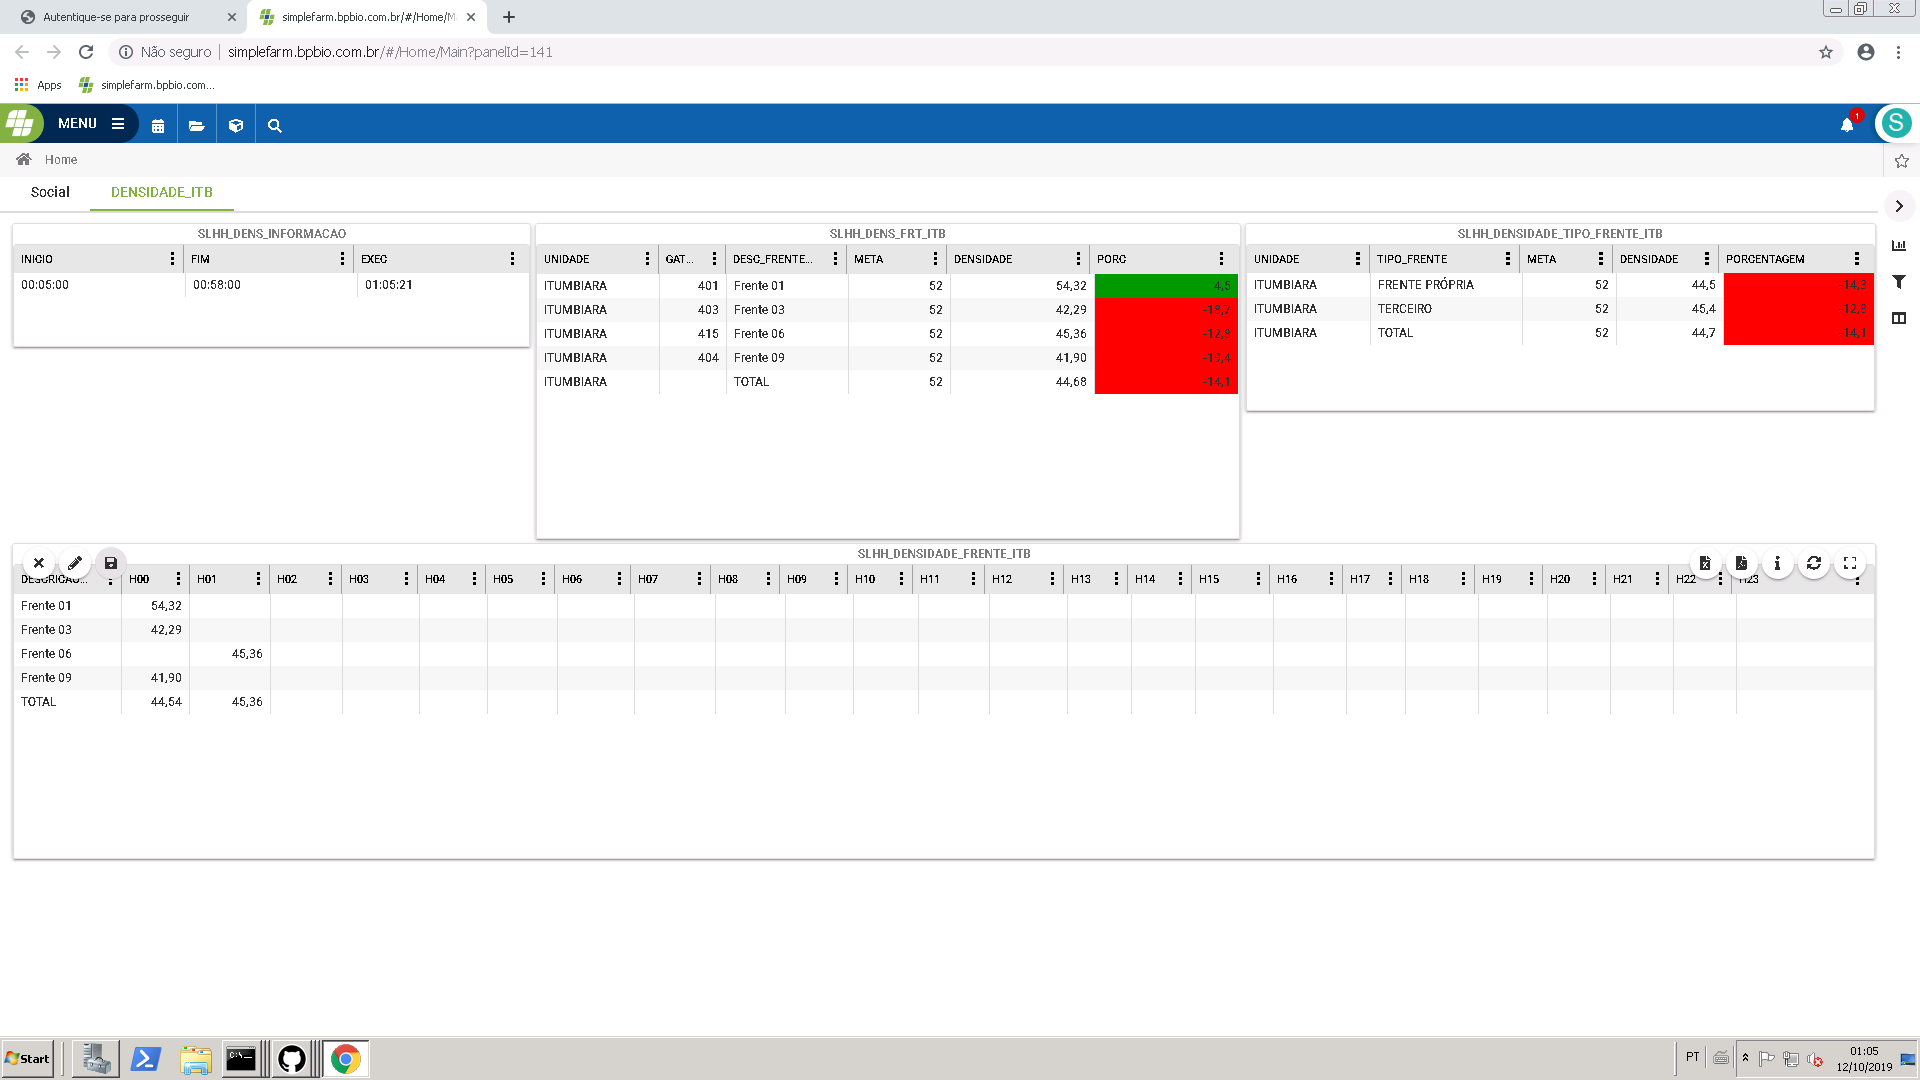 Autentique-se para prosseguir
simplefarm.bpbio.com.br/#/Home/M
Não seguro simplefarm.bpbio.com.br/#/Home/Main?panelId=141
Apps simplefarm.bpbio.com...
MENU 1 S
Home
Social DENSIDADE_ITB
SLHH_DENS_INFORMACAO
INICIO FIM EXEC
00:05:00 00:58:00 01:05:21
SLHH_DENS_FRT_ITB
UNIDADE GAT... DESC_FRENTE... META DENSIDADE PORC
ITUMBIARA 401 Frente 01 52 54,32 4,5
ITUMBIARA 403 Frente 03 52 42,29 -18,7
ITUMBIARA 415 Frente 06 52 45,36 -12,8
ITUMBIARA 404 Frente 09 52 41,90 -19,4
ITUMBIARA TOTAL 52 44,68 -14,1
SLHH_DENSIDADE_TIPO_FRENTE_ITB
UNIDADE TIPO_FRENTE META DENSIDADE PORCENTAGEM
ITUMBIARA FRENTE PRÓPRIA 52 44,5 -14,3
ITUMBIARA TERCEIRO 52 45,4 -12,8
ITUMBIARA TOTAL 52 44,7 -14,1
SLHH_DENSIDADE_FRENTE_ITB
DESCRICAO... H00 H01 H02 H03 H04 H05 H06 H07 H08 H09 H10 H11 H12 H13 H14 H15 H16 H17 H18 H19 H20 H21 H22 H23
Frente 01 54,32
Frente 03 42,29
Frente 06 45,36
Frente 09 41,90
TOTAL 44,54 45,36
Start PT 01:05
12/10/2019